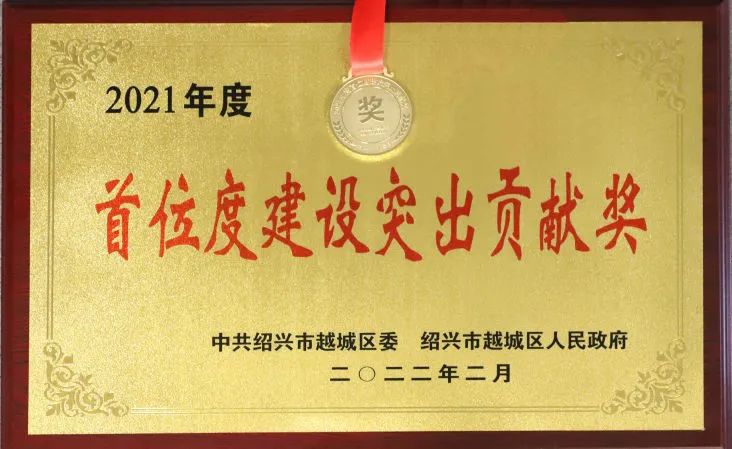 2021年度
奖
首位度建设突出贡献奖
中共绍兴市越城区委 绍兴市越城区人民政府
二〇二二年二月